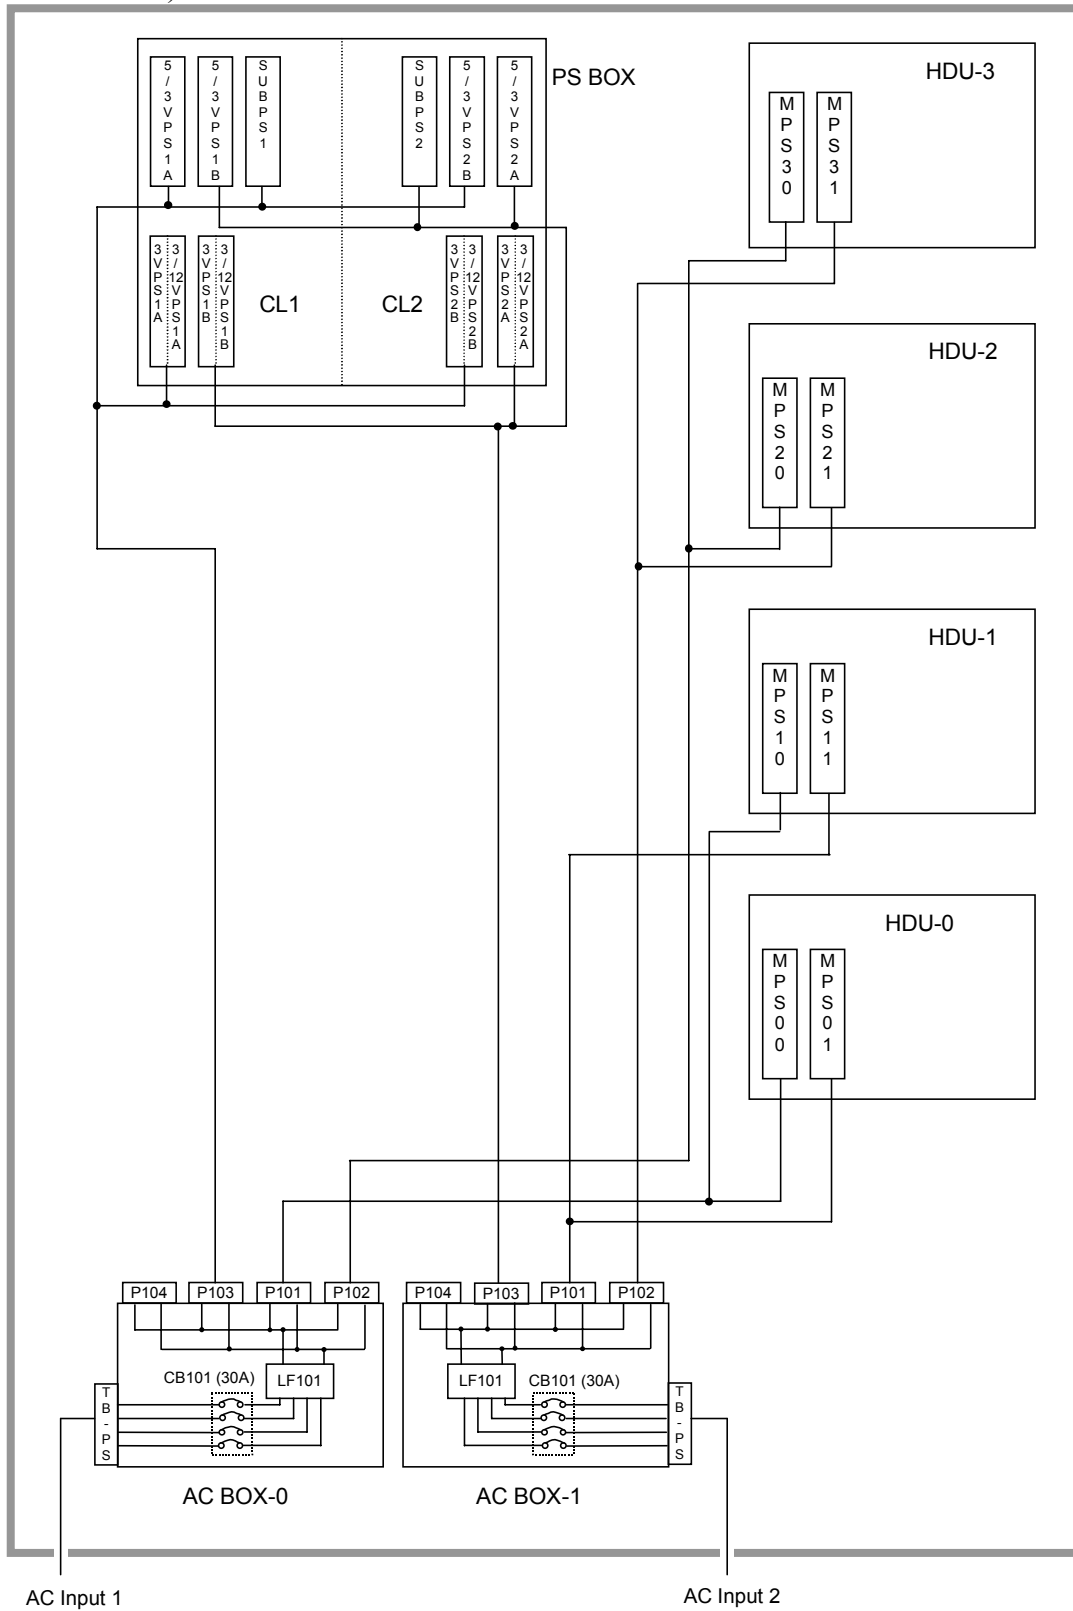 5/3VPS1A
5/3VPS1B
SUBPS1
SUBPS2
5/3VPS2B
5/3VPS2A
PS BOX
3VPS1A
3/12VPS1A
3VPS1B
3/12VPS1B
CL1
CL2
3VPS2B
3/12VPS2B
3VPS2A
3/12VPS2A
HDU-3
MPS30
MPS31
HDU-2
MPS20
MPS21
HDU-1
MPS10
MPS11
HDU-0
MPS00
MPS01
P104
P103
P101
P102
P104
P103
P101
P102
CB101 (30A)
LF101
LF101
CB101 (30A)
TB-PS
TB-PS
AC BOX-0
AC BOX-1
AC Input 1
AC Input 2